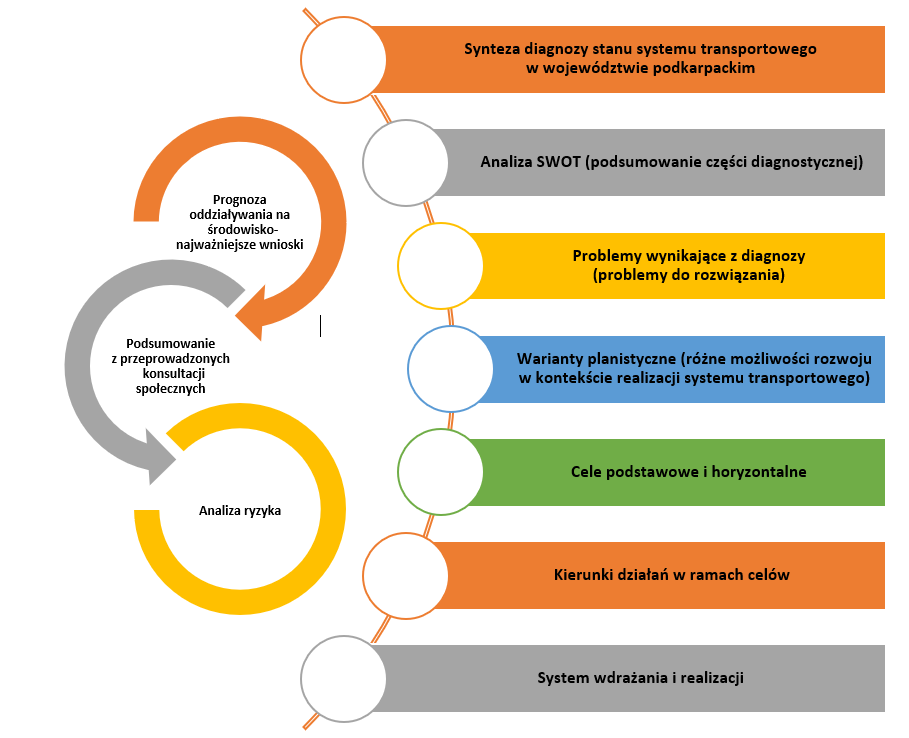 Synteza diagnozy stanu systemu transportowego
w województwie podkarpackim
Analiza SWOT (podsumowanie części diagnostycznej)
Problemy wynikające z diagnozy
(problemy do rozwiązania)
Warianty planistyczne (różne możliwości rozwoju
w kontekście realizacji systemu transportowego)
Cele podstawowe i horyzontalne
Kierunki działań w ramach celów
System wdrażania i realizacji
Prognoza
oddziaływania na
środowisko-
najważniejsze wnioski
Podsumowanie
z przeprowadzonych
konsultacji
społecznych
Analiza ryzyka